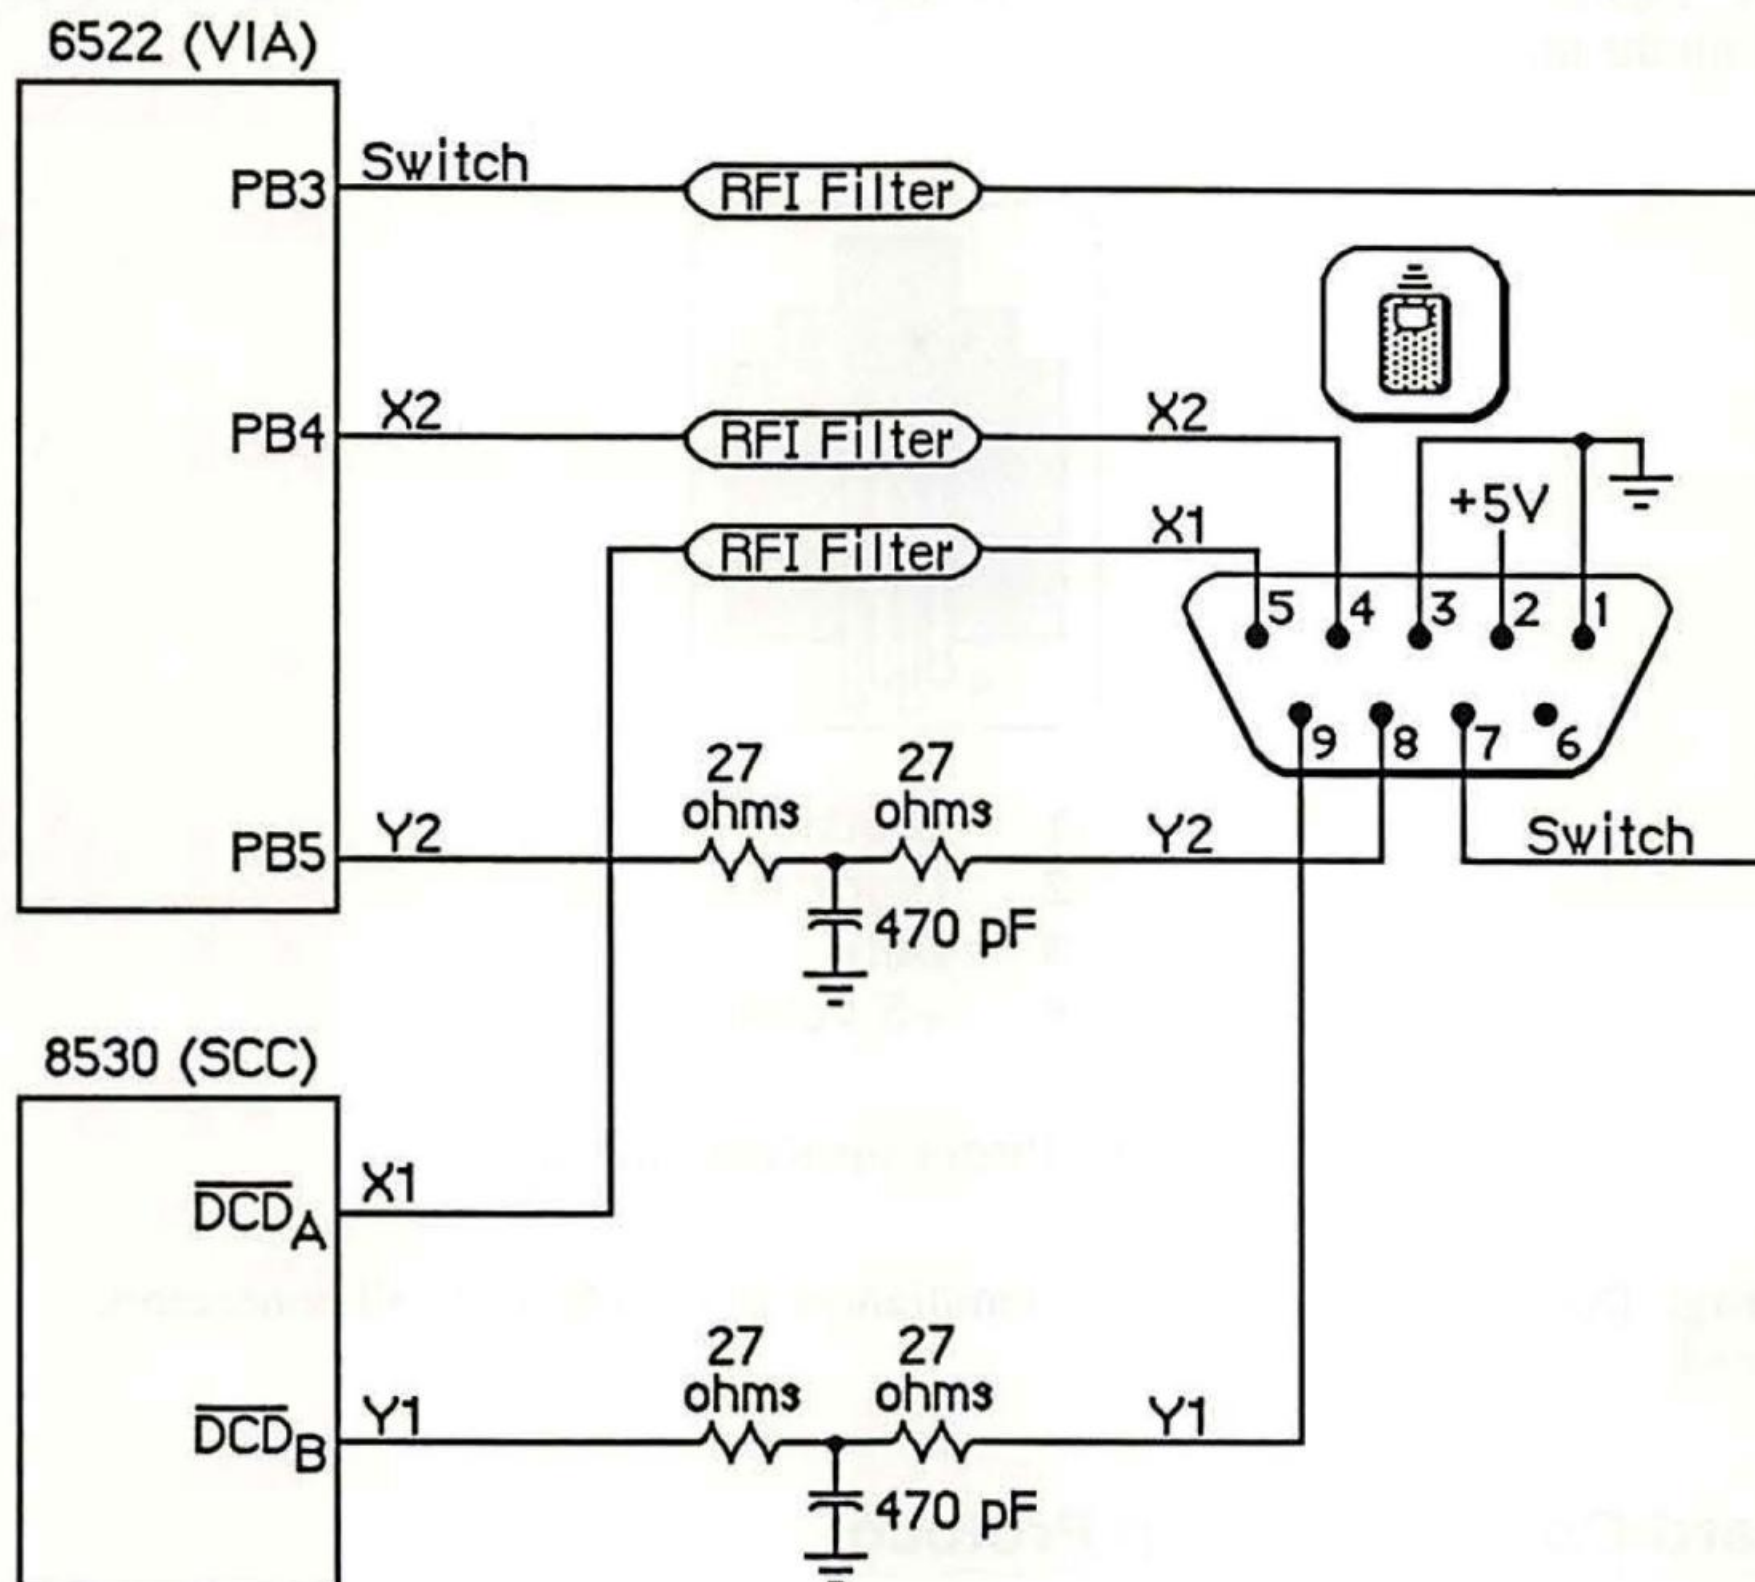 6522 (VIA)
Switch
PB3
RFI Filter
X2
PB4
RFI Filter
X2
+5V
X1
RFI Filter
5 4 3 2 1
9 8 7 6
27 ohms
27 ohms
PB5
Y2
Y2
Switch
470 pF
8530 (SCC)
X1
DCDA
27 ohms
27 ohms
Y1
DCDB
Y1
470 pF